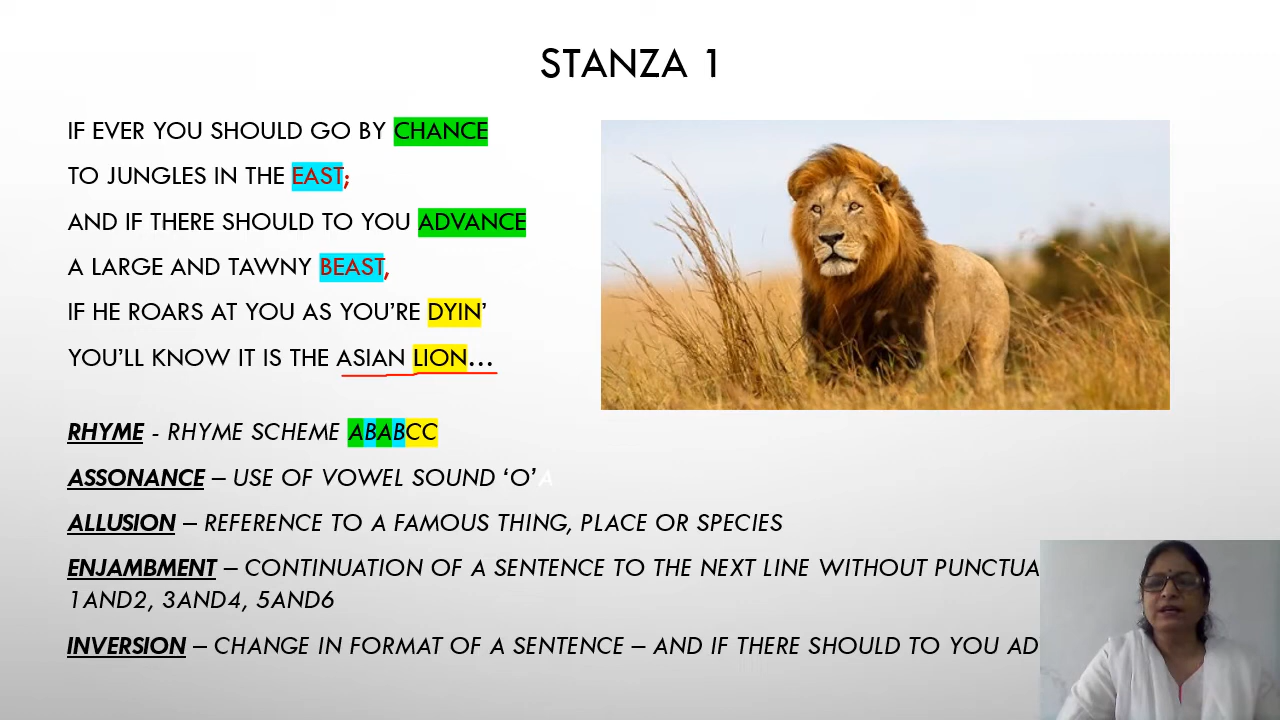 STANZA 1
IF EVER YOU SHOULD GO BY CHANCE
TO JUNGLES IN THE EAST;
AND IF THERE SHOULD TO YOU ADVANCE
A LARGE AND TAWNY BEAST,
IF HE ROARS AT YOU AS YOU'RE DYIN'
YOU'LL KNOW IT IS THE ASIAN LION...
RHYME - RHYME SCHEME ABABCC
ASSONANCE – USE OF VOWEL SOUND 'O' A
ALLUSION – REFERENCE TO A FAMOUS THING, PLACE OR SPECIES
ENJAMBMENT – CONTINUATION OF A SENTENCE TO THE NEXT LINE WITHOUT PUNCTUA
1AND2, 3AND4, 5AND6
INVERSION – CHANGE IN FORMAT OF A SENTENCE – AND IF THERE SHOULD TO YOU AD